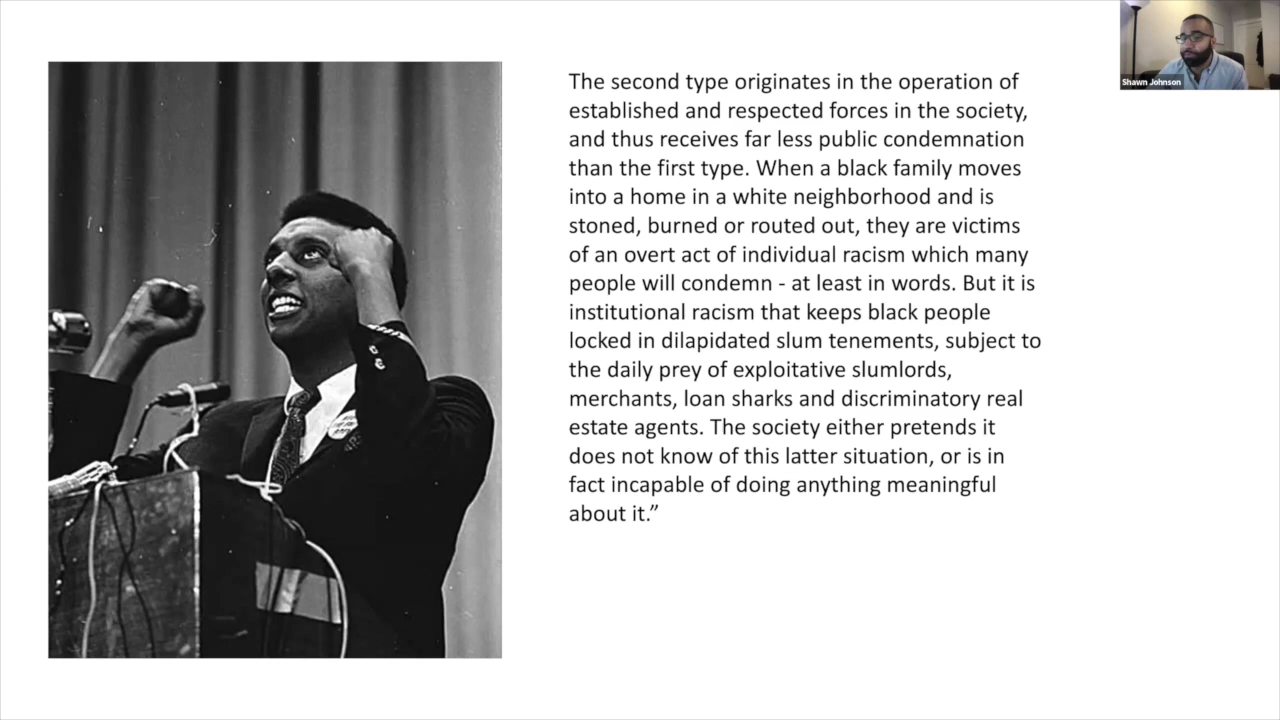 The second type originates in the operation of
established and respected forces in the society,
and thus receives far less public condemnation
than the first type. When a black family moves
into a home in a white neighborhood and is
stoned, burned or routed out, they are victims
of an overt act of individual racism which many
people will condemn - at least in words. But it is
institutional racism that keeps black people
locked in dilapidated slum tenements, subject to
the daily prey of exploitative slumlords,
merchants, loan sharks and discriminatory real
estate agents. The society either pretends it
does not know of this latter situation, or is in
fact incapable of doing anything meaningful
about it.”
Shawn Johnson